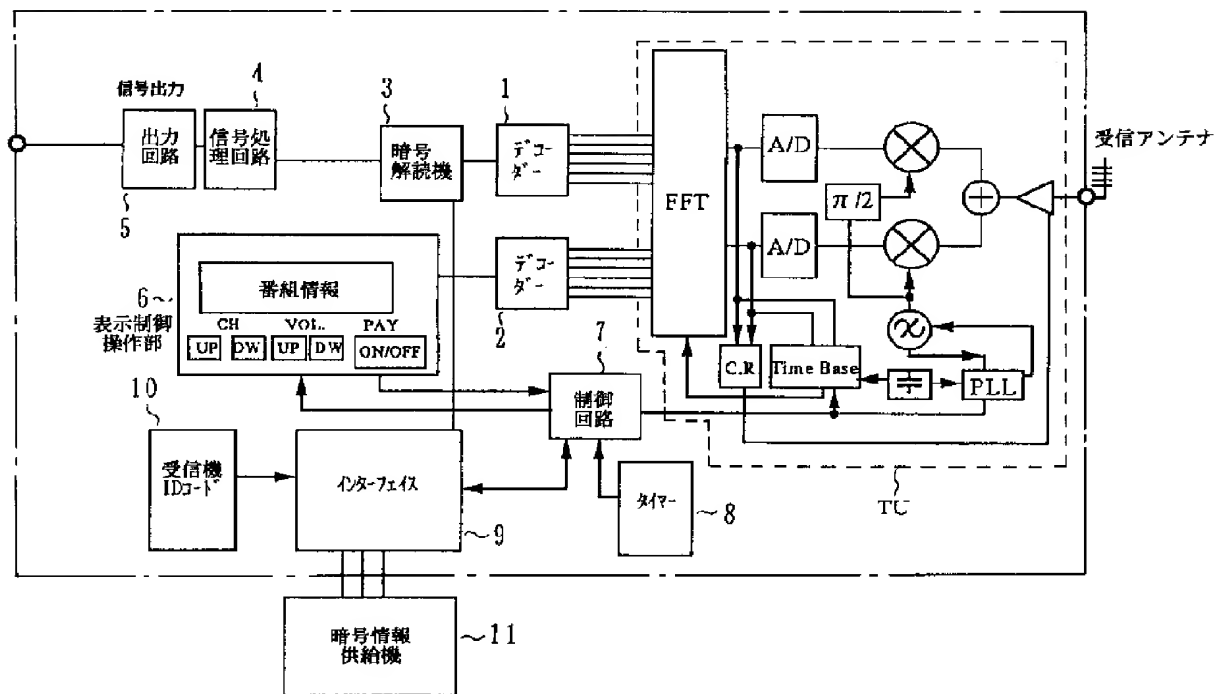 信号出力
4
出力
回路
5
信号処
理回路
3
暗号
解読機
1
デコー
ダー
FFT
A/D
π/2
A/D
受信アンテナ
デコー
ダー
2
6
表示制御
操作部
番組情報
CH
VOL.
PAY
UP
DW
UP
DW
ON/OFF
7
制御
回路
C.R
Time Base
PLL
TU
10
受信機
IDコード
インターフェイス
9
タイマー
8
暗号情報
供給機
11